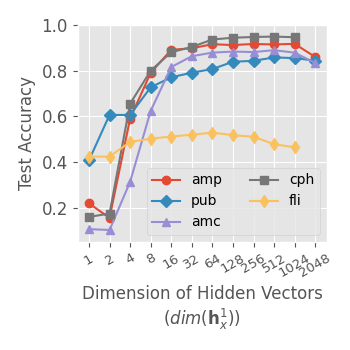 1.0
0.8
0.6
0.4
0.2
Test Accuracy
amp
pub
amc
cph
fli
1 2 4 8 16 32 64 128 256 512 1024 2048
Dimension of Hidden Vectors
(dim(h¹ₓ))